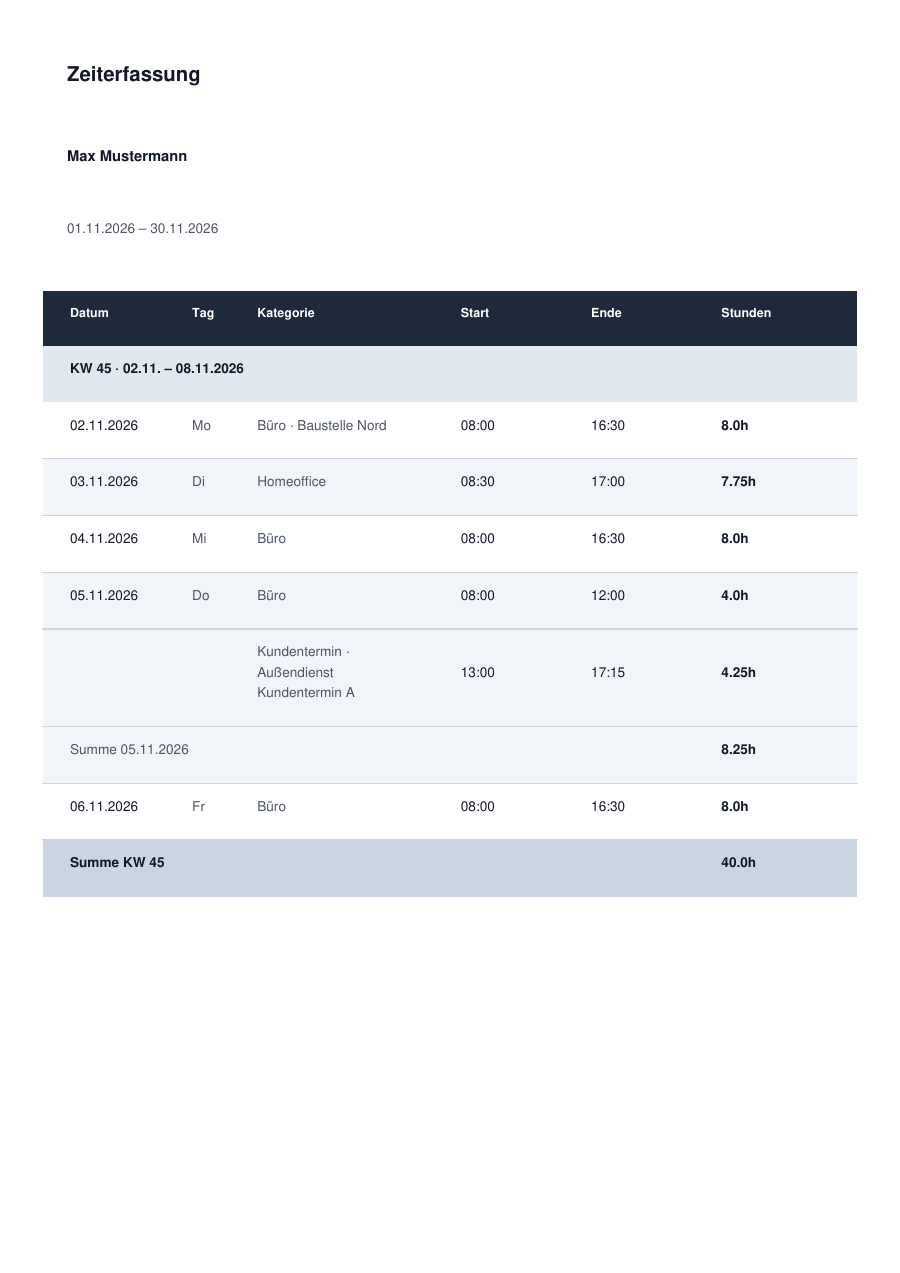 Zeiterfassung
Max Mustermann
01.11.2026 – 30.11.2026
Datum Tag Kategorie Start Ende Stunden
KW 45 · 02.11. – 08.11.2026
02.11.2026 Mo Büro · Baustelle Nord 08:00 16:30 8.0h
03.11.2026 Di Homeoffice 08:30 17:00 7.75h
04.11.2026 Mi Büro 08:00 16:30 8.0h
05.11.2026 Do Büro 08:00 12:00 4.0h
Kundentermin ·
Außendienst 13:00 17:15 4.25h
Kundentermin A
Summe 05.11.2026 8.25h
06.11.2026 Fr Büro 08:00 16:30 8.0h
Summe KW 45 40.0h